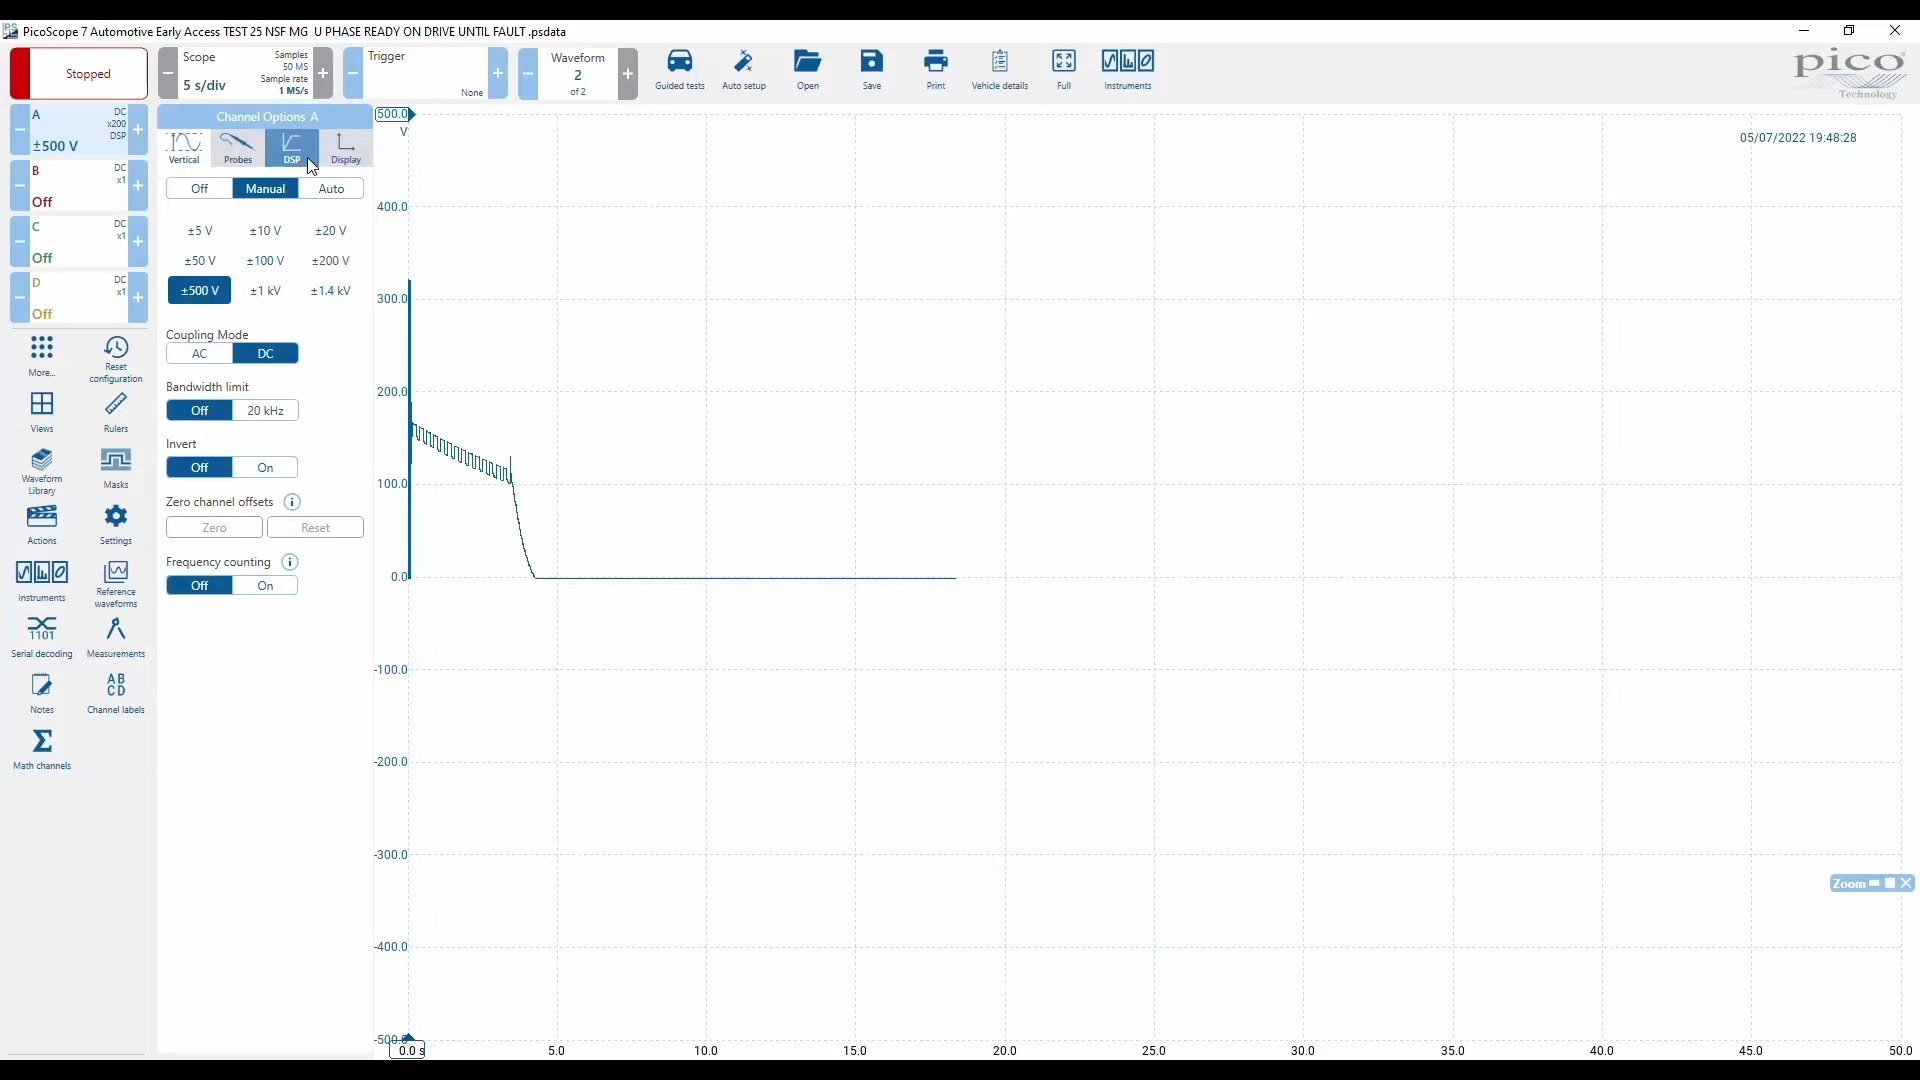 PicoScope 7 Automotive Early Access TEST 25 NSF MG  U PHASE READY ON DRIVE UNTIL FAULT .psdata
Stopped
Scope
5 s/div
Samples
50 MS
Sample rate
1 MS/s
Trigger
None
Waveform
2
of 2
Guided tests
Auto setup
Open
Save
Print
Vehicle details
Full
Instruments
pico
Technology
A
DC
x200
DSP
±500 V
B
DC
x1
Off
C
DC
x1
Off
D
DC
x1
Off
More...
Reset
configuration
Views
Rulers
Waveform
Library
Masks
Actions
Settings
Instruments
Reference
waveforms
1101
Serial decoding
Measurements
Notes
AB
CD
Channel labels
Σ
Math channels
Channel Options A
Vertical
Probes
DSP
Display
Off Manual Auto
±5 V ±10 V ±20 V
±50 V ±100 V ±200 V
±500 V ±1 kV ±1.4 kV
Coupling Mode
AC DC
Bandwidth limit
Off 20 kHz
Invert
Off On
Zero channel offsets i
Zero Reset
Frequency counting i
Off On
500.0
V
400.0
300.0
200.0
100.0
0.0
-100.0
-200.0
-300.0
-400.0
-500.0
05/07/2022 19:48:28
Zoom
0.0 s 5.0 10.0 15.0 20.0 25.0 30.0 35.0 40.0 45.0 50.0